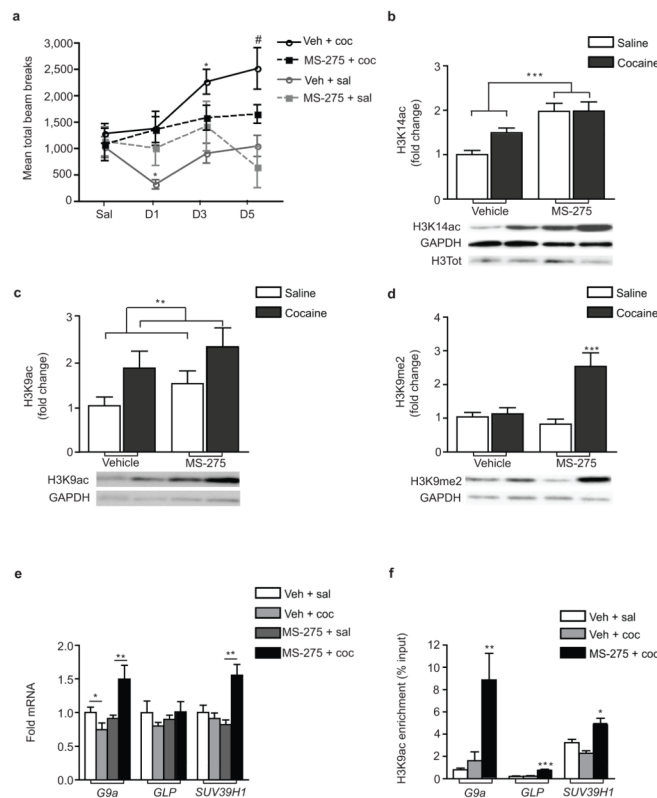 a
Mean total beam breaks
3,000
2,500
2,000
1,500
1,000
500
0
Sal D1 D3 D5
* * #
Veh + coc
MS-275 + coc
Veh + sal
MS-275 + sal
b
H3K14ac
(fold change)
4
3
2
1
0
***
Saline
Cocaine
Vehicle MS-275
H3K14ac
GAPDH
H3Tot
c
H3K9ac
(fold change)
4
3
2
1
0
**
Saline
Cocaine
Vehicle MS-275
H3K9ac
GAPDH
d
H3K9me2
(fold change)
4
3
2
1
0
***
Saline
Cocaine
Vehicle MS-275
H3K9me2
GAPDH
e
Fold mRNA
2.0
1.5
1.0
0.5
0.0
* ** **
Veh + sal
Veh + coc
MS-275 + sal
MS-275 + coc
G9a GLP SUV39H1
f
H3K9ac enrichment (% input)
12
10
8
6
4
2
0
** *** *
Veh + sal
Veh + coc
MS-275 + coc
G9a GLP SUV39H1